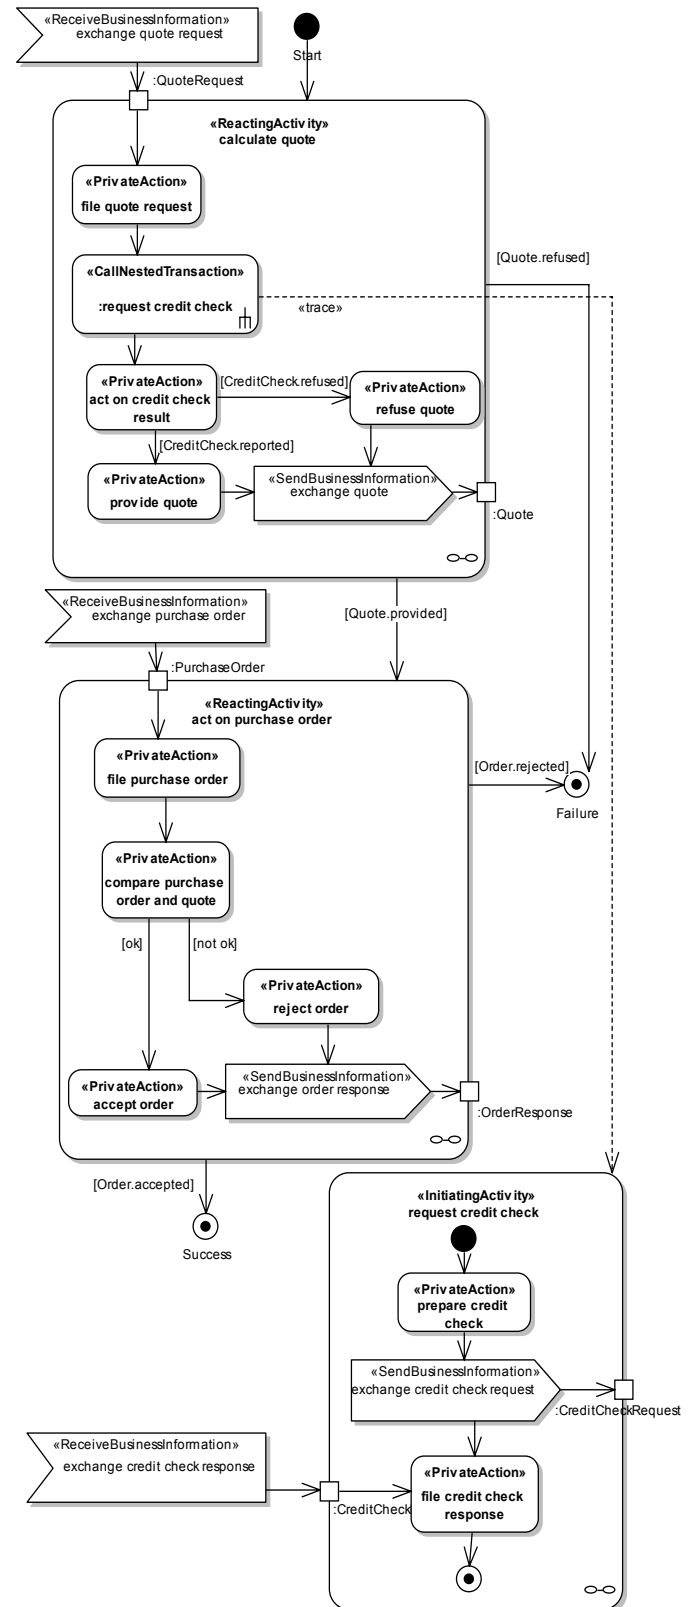 «ReceiveBusinessInformation»
exchange quote request
Start
:QuoteRequest
«ReactingActivity»
calculate quote
«PrivateAction»
file quote request
[Quote.refused]
«CallNestedTransaction»
:request credit check
«trace»
«PrivateAction»
act on credit check
result
[CreditCheck.refused]
«PrivateAction»
refuse quote
[CreditCheck.reported]
«PrivateAction»
provide quote
«SendBusinessInformation»
exchange quote
:Quote
«ReceiveBusinessInformation»
exchange purchase order
[Quote.provided]
:PurchaseOrder
«ReactingActivity»
act on purchase order
«PrivateAction»
file purchase order
[Order.rejected]
Failure
«PrivateAction»
compare purchase
order and quote
[ok]
[not ok]
«PrivateAction»
reject order
«PrivateAction»
accept order
«SendBusinessInformation»
exchange order response
:OrderResponse
[Order.accepted]
Success
«InitiatingActivity»
request credit check
«PrivateAction»
prepare credit
check
«SendBusinessInformation»
exchange credit check request
:CreditCheckRequest
«ReceiveBusinessInformation»
exchange credit check response
:CreditCheck
«PrivateAction»
file credit check
response